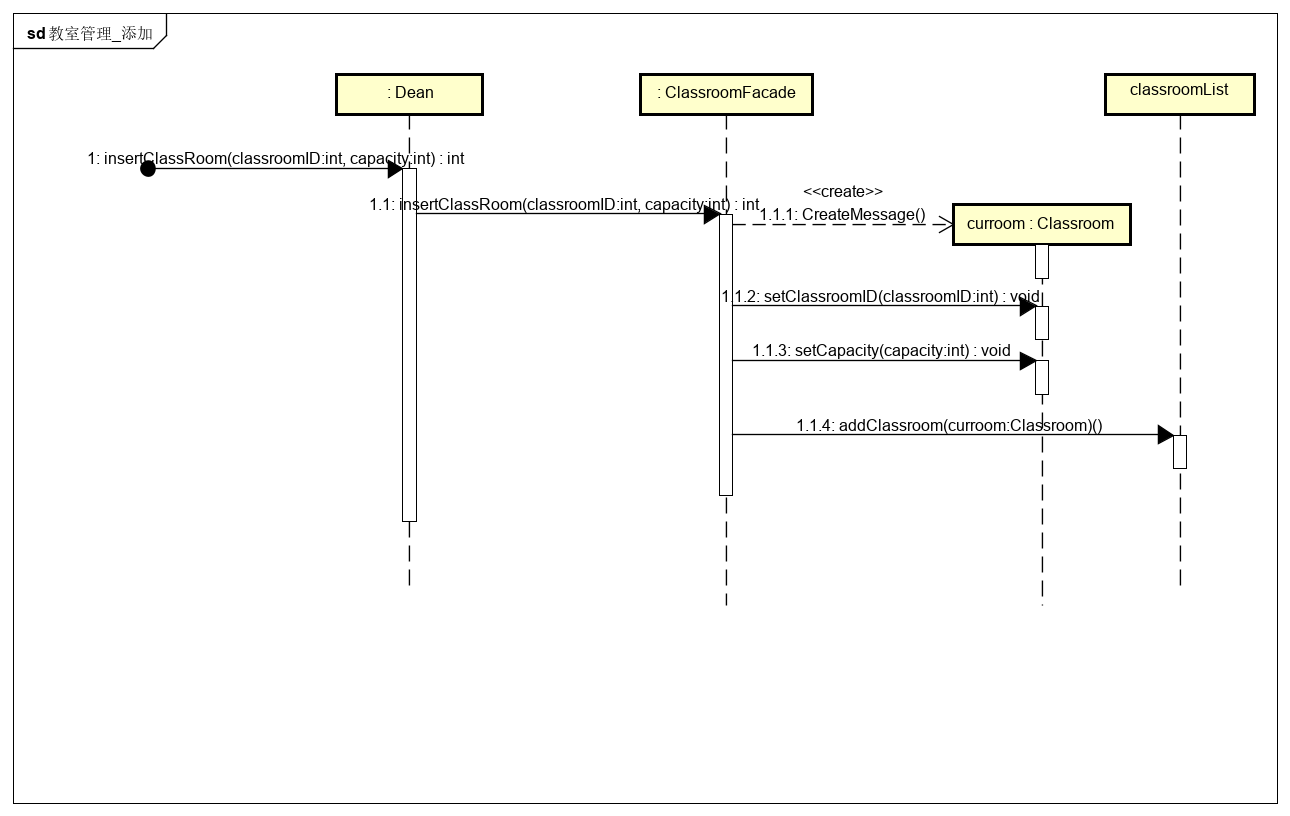 sd 教室管理_添加
: Dean
: ClassroomFacade
classroomList
1: insertClassRoom(classroomID:int, capacity:int) : int
<<create>>
1.1: insertClassRoom(classroomID:int, capacity:int) : int
1.1.1: CreateMessage()
curroom : Classroom
1.1.2: setClassroomID(classroomID:int) : void
1.1.3: setCapacity(capacity:int) : void
1.1.4: addClassroom(curroom:Classroom)()